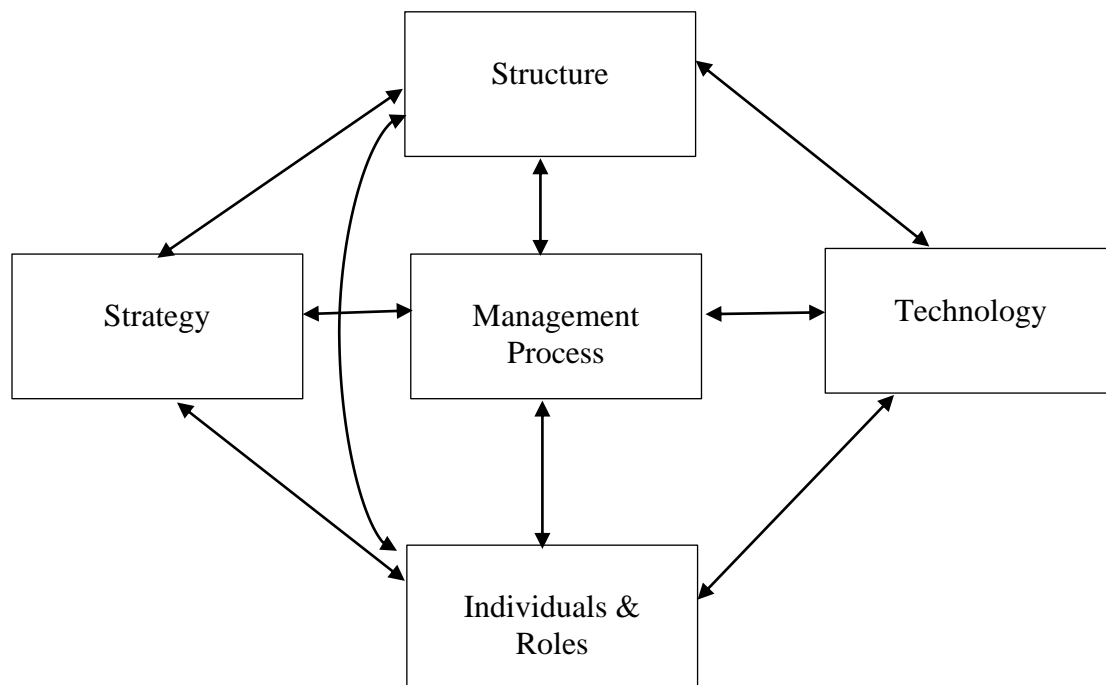 Structure
Strategy
Management
Process
Technology
Individuals &
Roles